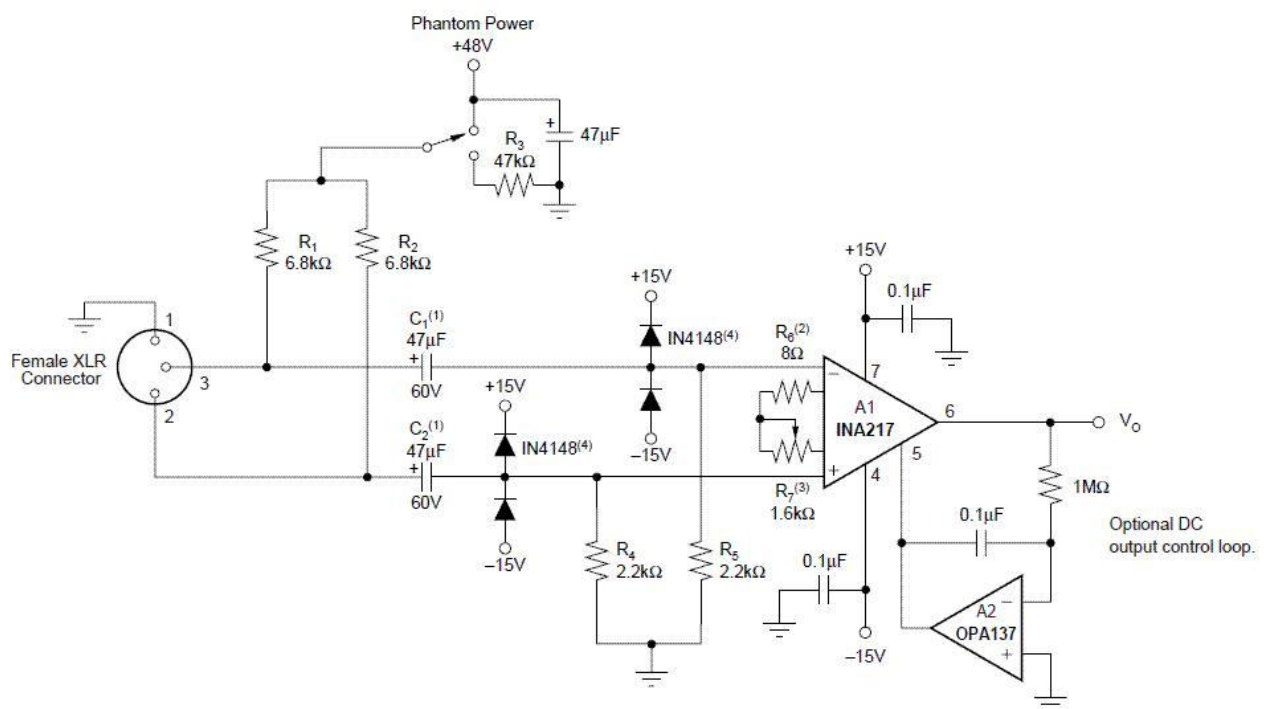 Phantom Power
+48V
+
47µF
R3
47kΩ
R1
6.8kΩ
R2
6.8kΩ
+15V
0.1µF
+15V
1
C1(1)
47µF
+
60V
IN4148(4)
R6(2)
8Ω
Female XLR
Connector
3
2
+15V
–15V
–
7
A1
INA217
6
VO
5
C2(1)
47µF
+
60V
IN4148(4)
+
4
R7(3)
1.6kΩ
1MΩ
–15V
0.1µF
Optional DC
output control loop.
R4
2.2kΩ
R5
2.2kΩ
0.1µF
–15V
A2
–
OPA137
+